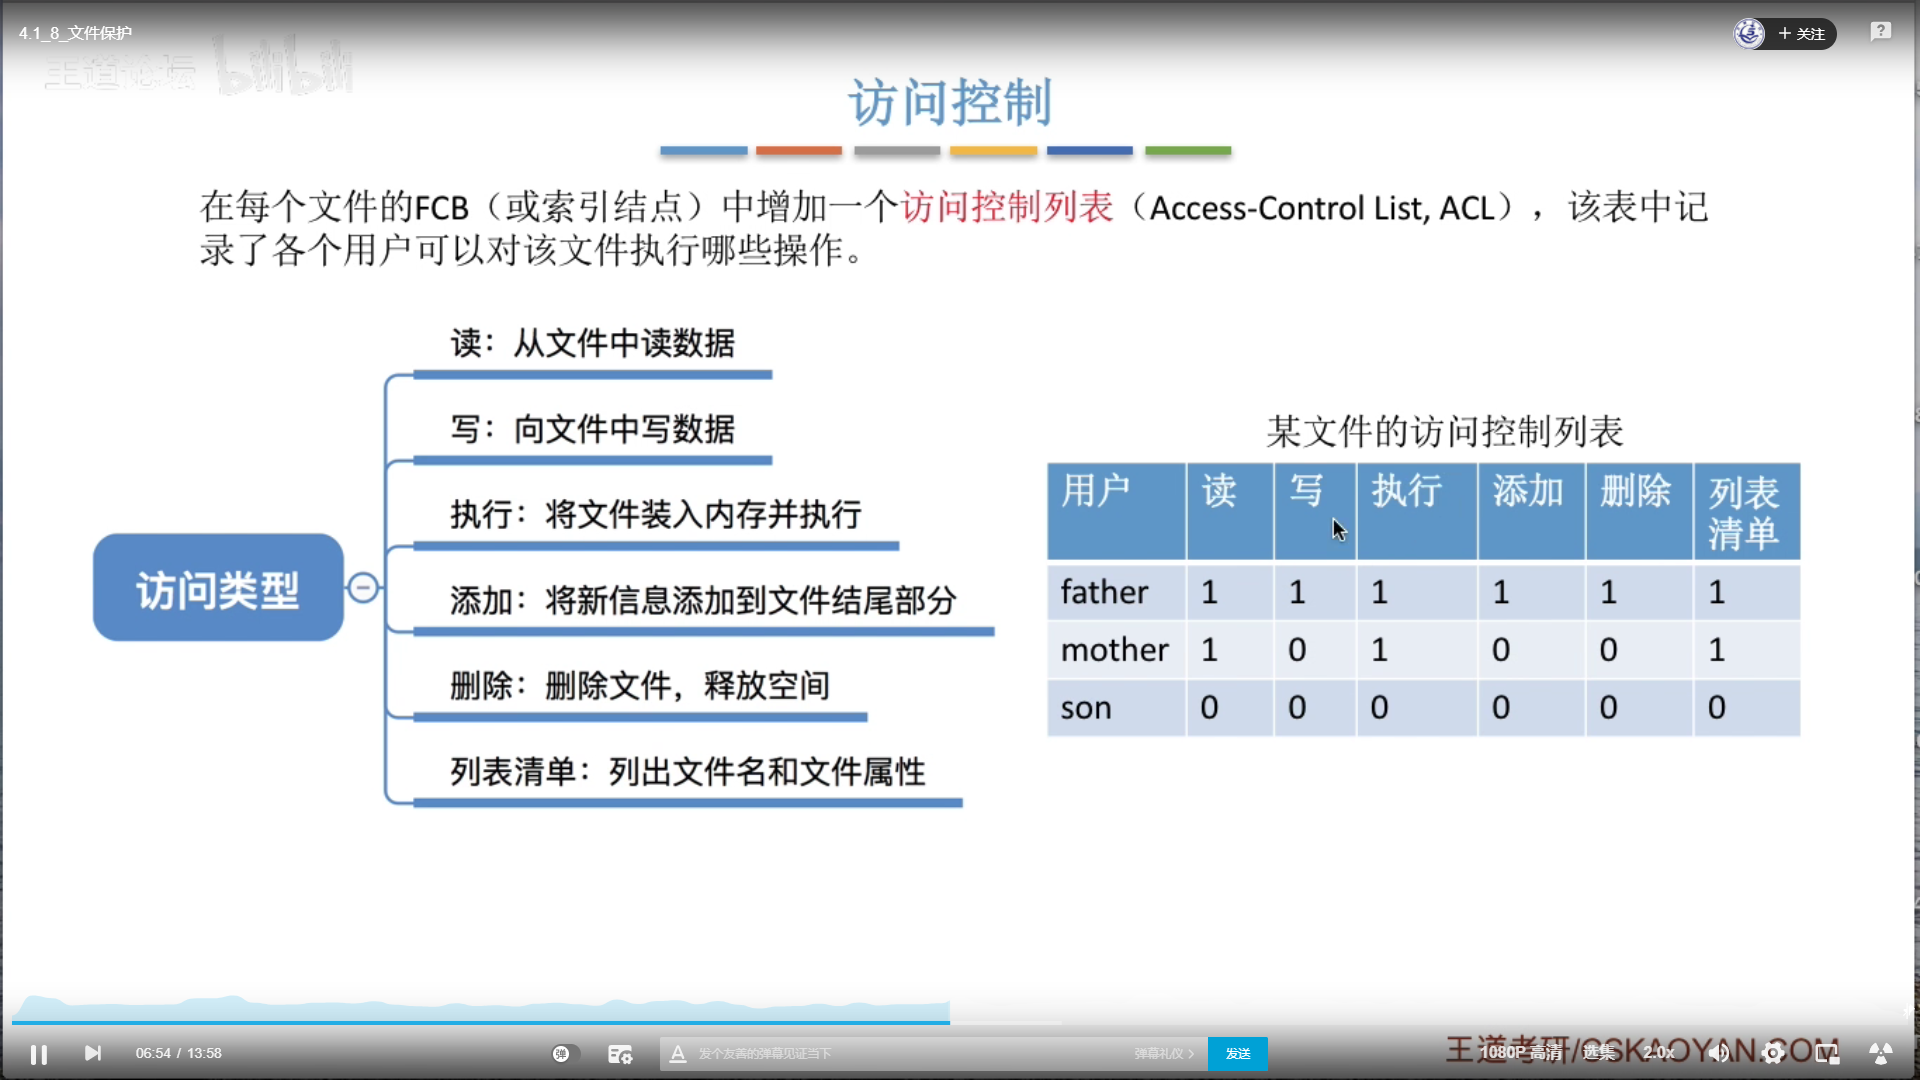 4.1_8_文件保护
+ 关注
王道论坛 bilibili
访问控制
在每个文件的FCB（或索引结点）中增加一个访问控制列表（Access-Control List, ACL），该表中记
录了各个用户可以对该文件执行哪些操作。
读：从文件中读数据
写：向文件中写数据
执行：将文件装入内存并执行
添加：将新信息添加到文件结尾部分
删除：删除文件，释放空间
列表清单：列出文件名和文件属性
访问类型
某文件的访问控制列表
用户 读 写 执行 添加 删除 列表
清单
father 1 1 1 1 1 1
mother 1 0 1 0 0 1
son 0 0 0 0 0 0
06:54 / 13:58
弹
发个友善的弹幕见证当下
弹幕礼仪 >
发送
王道考研/CSKAOYAN.COM
1080P 高清
选集
2.0x